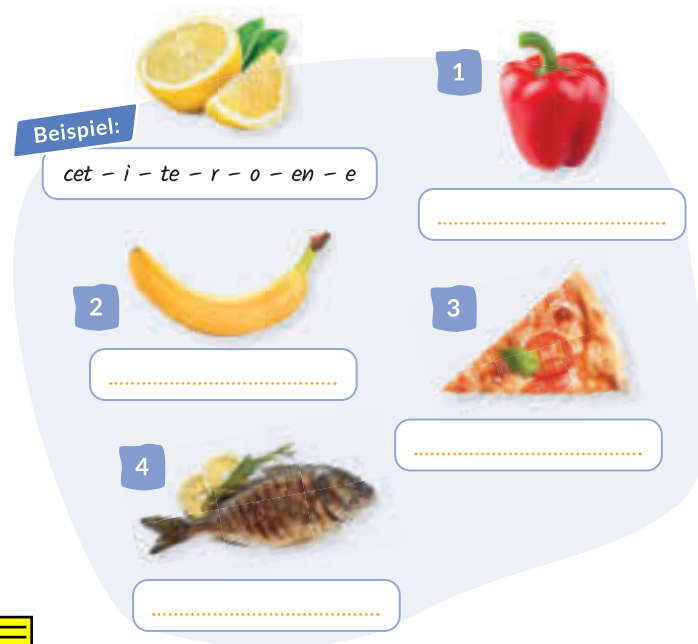 Beispiel:
cet – i – te – r – o – en – e
1
2
3
4